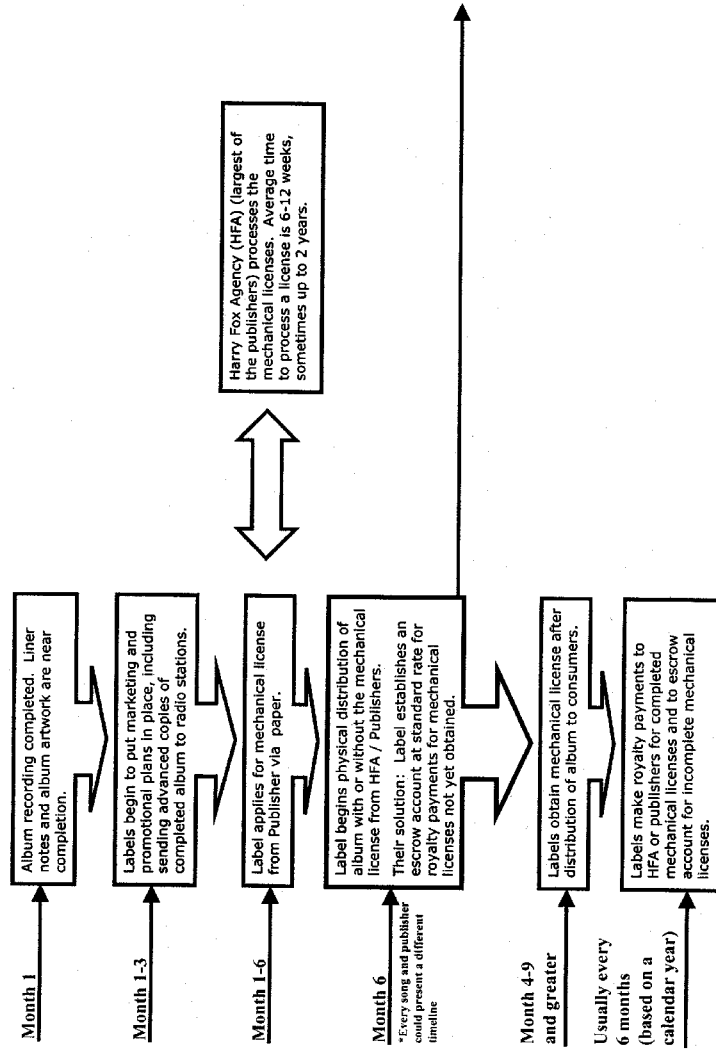 Month 1
Album recording completed. Liner
notes and album artwork are near
completion.
Month 1-3
Labels begin to put marketing and
promotional plans in place, including
sending advanced copies of
completed album to radio stations.
Month 1-6
Label applies for mechanical license
from Publisher via paper.
Harry Fox Agency (HFA) (largest of
the publishers) processes the
mechanical licenses. Average time
to process a license is 6-12 weeks,
sometimes up to 2 years.
Month 6
*Every song and publisher
could present a different
timeline
Label begins physical distribution of
album with or without the mechanical
license from HFA / Publishers.
Their solution: Label establishes an
escrow account at standard rate for
royalty payments for mechanical
licenses not yet obtained.
Month 4-9
and greater
Labels obtain mechanical license after
distribution of album to consumers.
Usually every
6 months
(based on a
calendar year)
Labels make royalty payments to
HFA or publishers for completed
mechanical licenses and to escrow
account for incomplete mechanical
licenses.